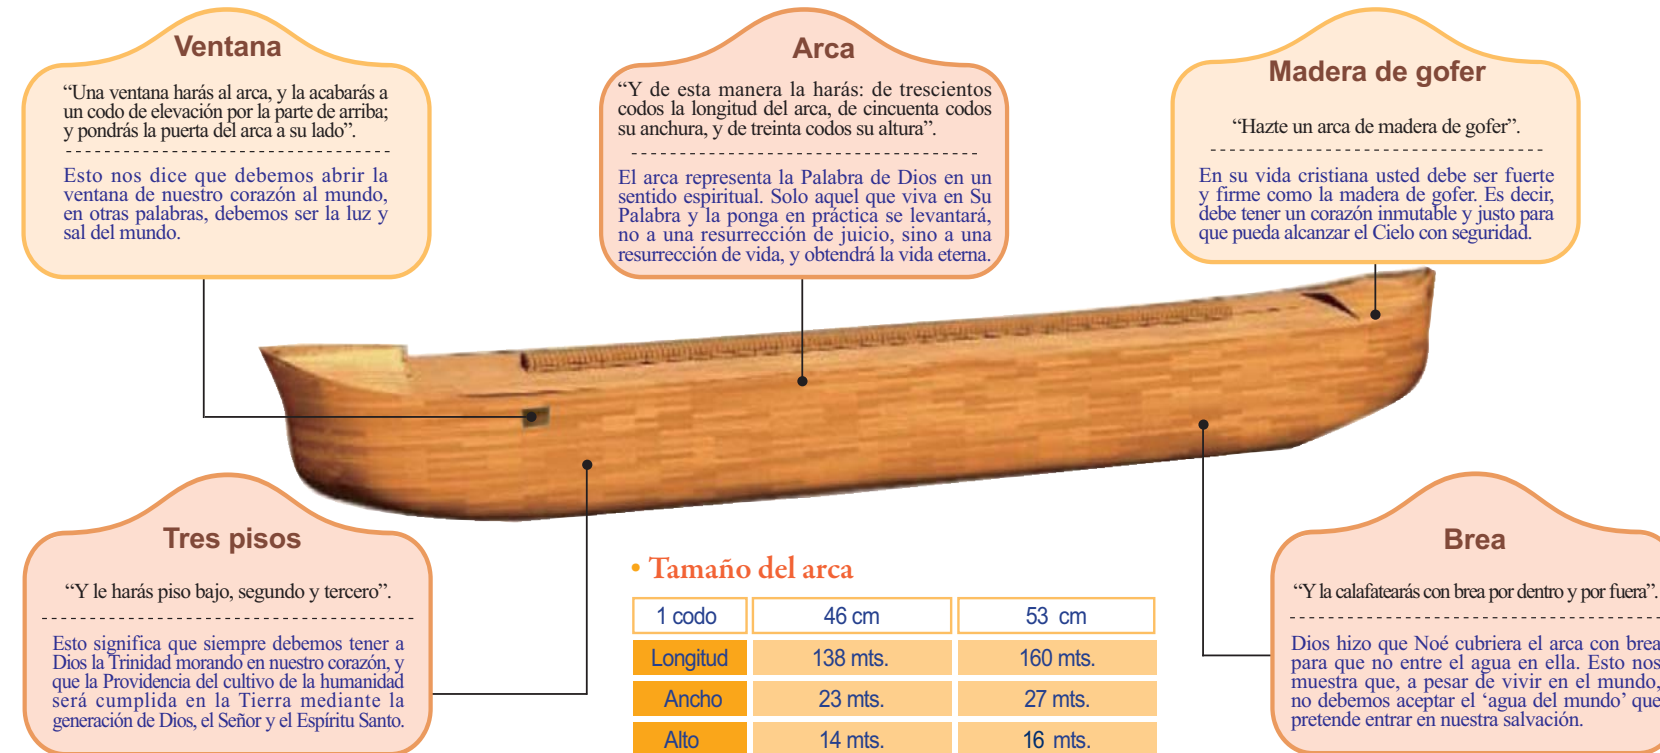 Ventana
“Una ventana harás al arca, y la acabarás a
un codo de elevación por la parte de arriba;
y pondrás la puerta del arca a su lado”.
Esto nos dice que debemos abrir la
ventana de nuestro corazón al mundo,
en otras palabras, debemos ser la luz y
sal del mundo.
Arca
“Y de esta manera la harás: de trescientos
codos la longitud del arca, de cincuenta codos
su anchura, y de treinta codos su altura”.
El arca representa la Palabra de Dios en un
sentido espiritual. Solo aquel que viva en Su
Palabra y la ponga en práctica se levantará,
no a una resurrección de juicio, sino a una
resurrección de vida, y obtendrá la vida eterna.
Madera de gofer
“Hazte un arca de madera de gofer”.
En su vida cristiana usted debe ser fuerte
y firme como la madera de gofer. Es decir,
debe tener un corazón inmutable y justo para
que pueda alcanzar el Cielo con seguridad.
Tres pisos
“Y le harás piso bajo, segundo y tercero”.
Esto significa que siempre debemos tener a
Dios la Trinidad morando en nuestro corazón, y
que la Providencia del cultivo de la humanidad
será cumplida en la Tierra mediante la
generación de Dios, el Señor y el Espíritu Santo.
• Tamaño del arca
1 codo 46 cm 53 cm
Longitud 138 mts. 160 mts.
Ancho 23 mts. 27 mts.
Alto 14 mts. 16 mts.
Brea
“Y la calafatearás con brea por dentro y por fuera”.
Dios hizo que Noé cubriera el arca con brea
para que no entre el agua en ella. Esto nos
muestra que, a pesar de vivir en el mundo,
no debemos aceptar el ‘agua del mundo’ que
pretende entrar en nuestra salvación.